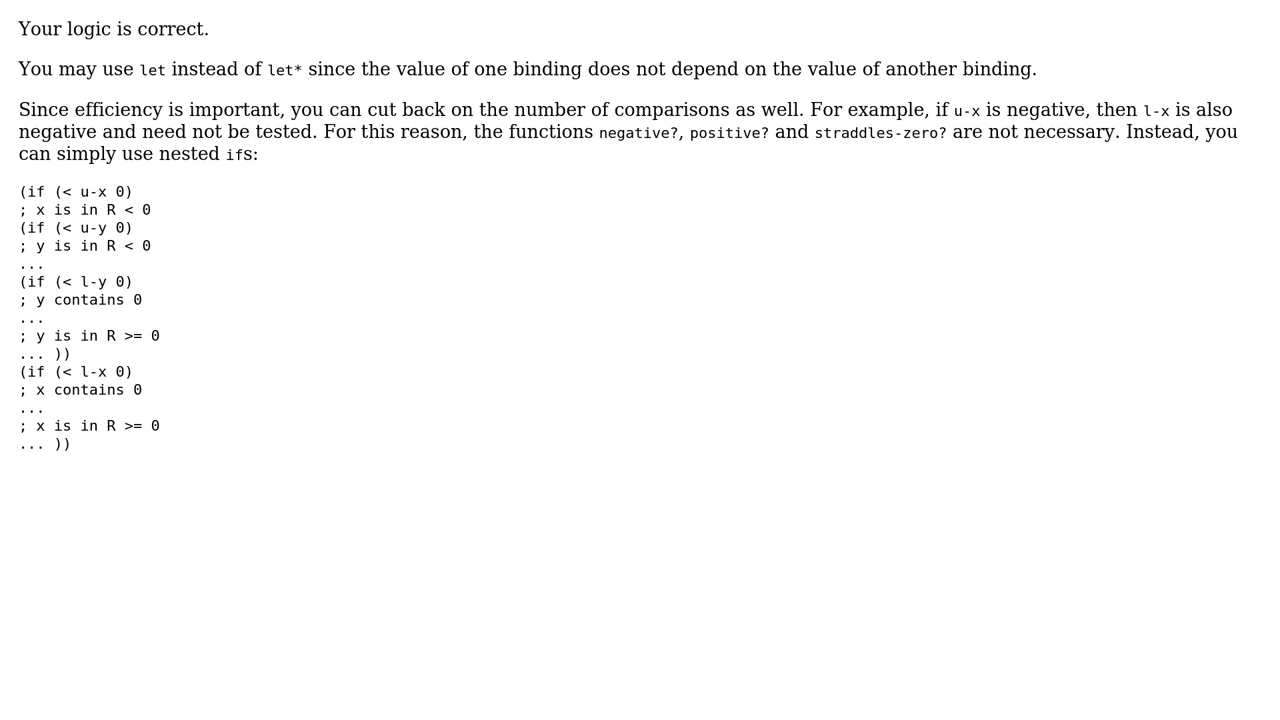 Your logic is correct.
You may use let instead of let* since the value of one binding does not depend on the value of another binding.
Since efficiency is important, you can cut back on the number of comparisons as well. For example, if u-x is negative, then l-x is also
negative and need not be tested. For this reason, the functions negative?, positive? and straddles-zero? are not necessary. Instead, you
can simply use nested ifs:
(if (< u-x 0)
; x is in R < 0
(if (< u-y 0)
; y is in R < 0
...
(if (< l-y 0)
; y contains 0
...
; y is in R >= 0
... ))
(if (< l-x 0)
; x contains 0
...
; x is in R >= 0
... ))